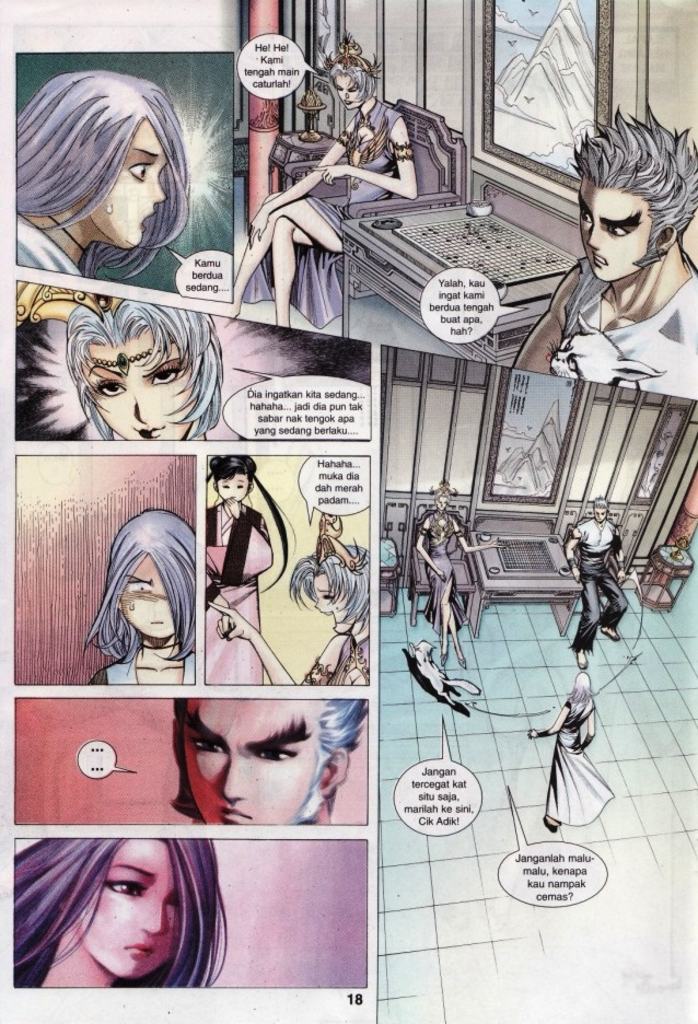 He! He!
Kami
tengah main
caturlah!
Kamu
berdua
sedang....
Yalah, kau
ingat kami
berdua tengah
buat apa,
hah?
Dia ingatkan kita sedang...
hahaha... jadi dia pun tak
sabar nak tengok apa
yang sedang berlaku....
Hahaha...
muka dia
dah merah
padam....
...
...
Jangan
tercegat kat
situ saja,
marilah ke sini,
Cik Adik!
Janganlah malu-
malu, kenapa
kau nampak
cemas?
18